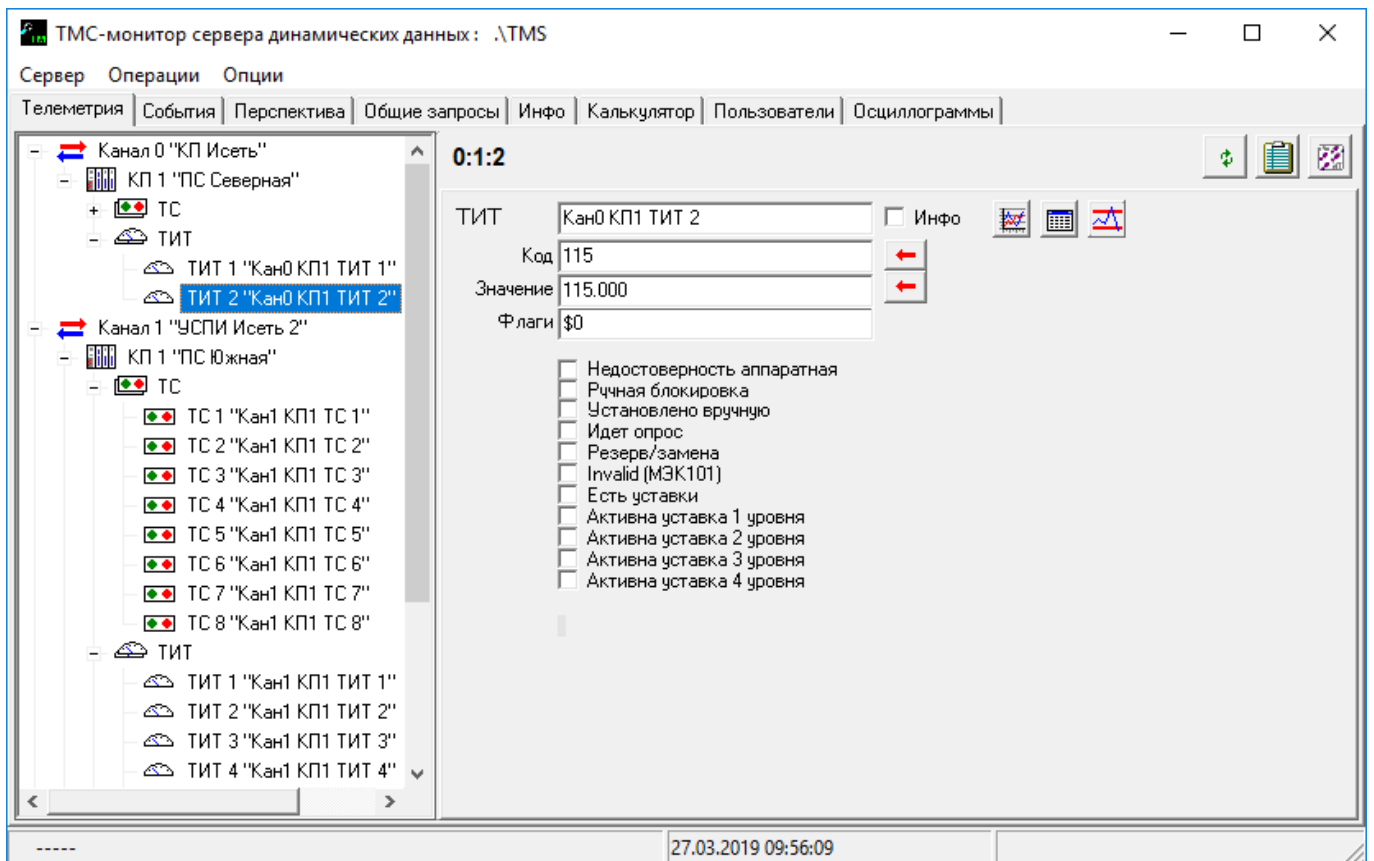 ТМС-монитор сервера динамических данных : .\TMS
Сервер Операции Опции
Телеметрия События Перспектива Общие запросы Инфо Калькулятор Пользователи Осциллограммы
Канал 0 "КП Исеть"
КП 1 "ПС Северная"
ТС
ТИТ
ТИТ 1 "Кан0 КП1 ТИТ 1"
ТИТ 2 "Кан0 КП1 ТИТ 2"
Канал 1 "УСПИ Исеть 2"
КП 1 "ПС Южная"
ТС
ТС 1 "Кан1 КП1 ТС 1"
ТС 2 "Кан1 КП1 ТС 2"
ТС 3 "Кан1 КП1 ТС 3"
ТС 4 "Кан1 КП1 ТС 4"
ТС 5 "Кан1 КП1 ТС 5"
ТС 6 "Кан1 КП1 ТС 6"
ТС 7 "Кан1 КП1 ТС 7"
ТС 8 "Кан1 КП1 ТС 8"
ТИТ
ТИТ 1 "Кан1 КП1 ТИТ 1"
ТИТ 2 "Кан1 КП1 ТИТ 2"
ТИТ 3 "Кан1 КП1 ТИТ 3"
ТИТ 4 "Кан1 КП1 ТИТ 4"
0:1:2
ТИТ Кан0 КП1 ТИТ 2 Инфо
Код 115
Значение 115.000
Флаги $0
Недостоверность аппаратная
Ручная блокировка
Установлено вручную
Идет опрос
Резерв/замена
Invalid (МЭК101)
Есть уставки
Активна уставка 1 уровня
Активна уставка 2 уровня
Активна уставка 3 уровня
Активна уставка 4 уровня
----- 27.03.2019 09:56:09